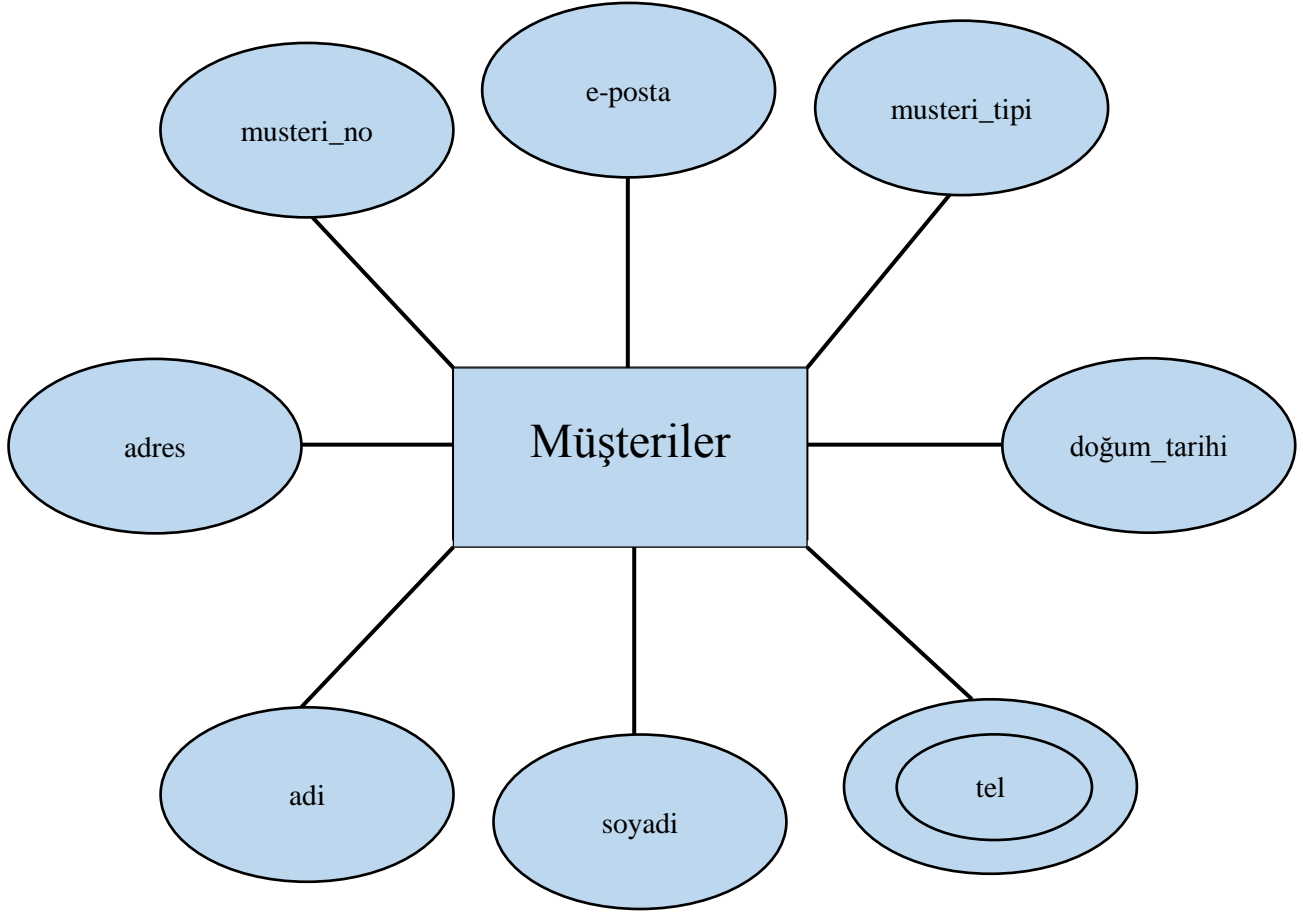 e-posta
musteri_tipi
musteri_no
Müşteriler
adres
doğum_tarihi
tel
adi
soyadi